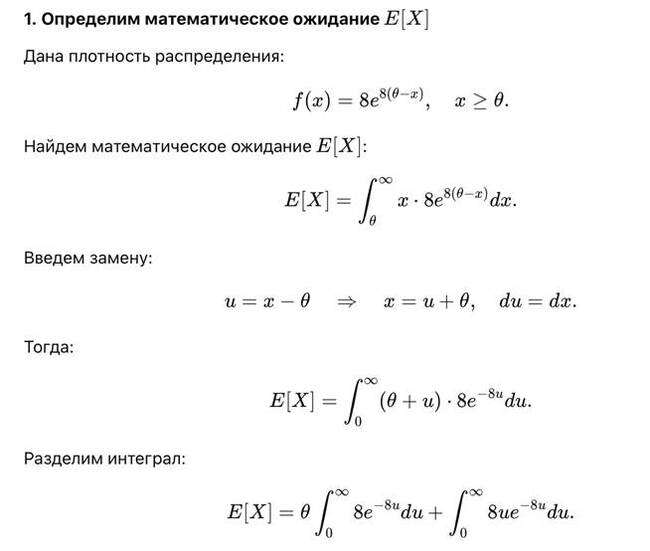 1. Определим математическое ожидание E[X]
Дана плотность распределения:
f(x) = 8e^{8(θ−x)}, x ≥ θ.
Найдем математическое ожидание E[X]:
E[X] = ∫_θ^∞ x · 8e^{8(θ−x)}dx.
Введем замену:
u = x − θ ⇒ x = u + θ, du = dx.
Тогда:
E[X] = ∫_0^∞ (θ + u) · 8e^{−8u}du.
Разделим интеграл:
E[X] = θ ∫_0^∞ 8e^{−8u}du + ∫_0^∞ 8ue^{−8u}du.